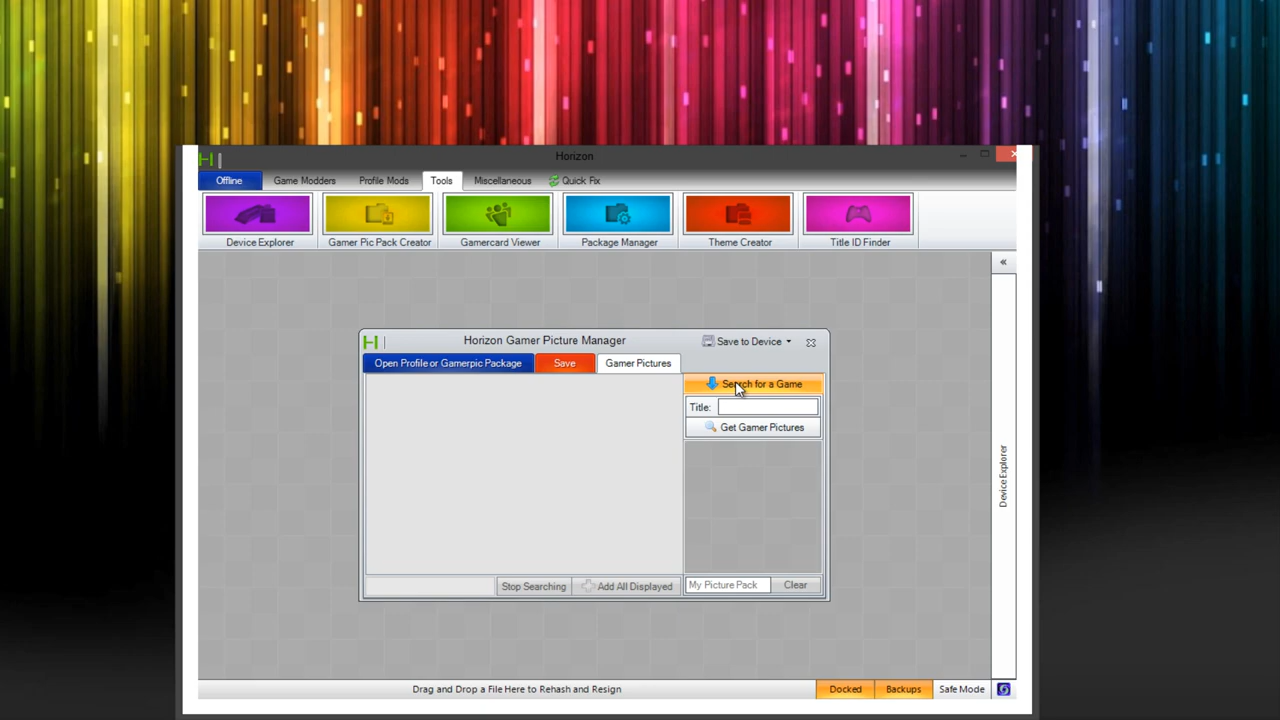 Horizon
Offline Game Modders Profile Mods Tools Miscellaneous Quick Fix
Device Explorer Gamer Pic Pack Creator Gamercard Viewer Package Manager Theme Creator Title ID Finder
Horizon Gamer Picture Manager Save to Device
Open Profile or Gamerpic Package Save Gamer Pictures
Search for a Game
Title:
Get Gamer Pictures
Device Explorer
Stop Searching Add All Displayed My Picture Pack Clear
Drag and Drop a File Here to Rehash and Resign Docked Backups Safe Mode